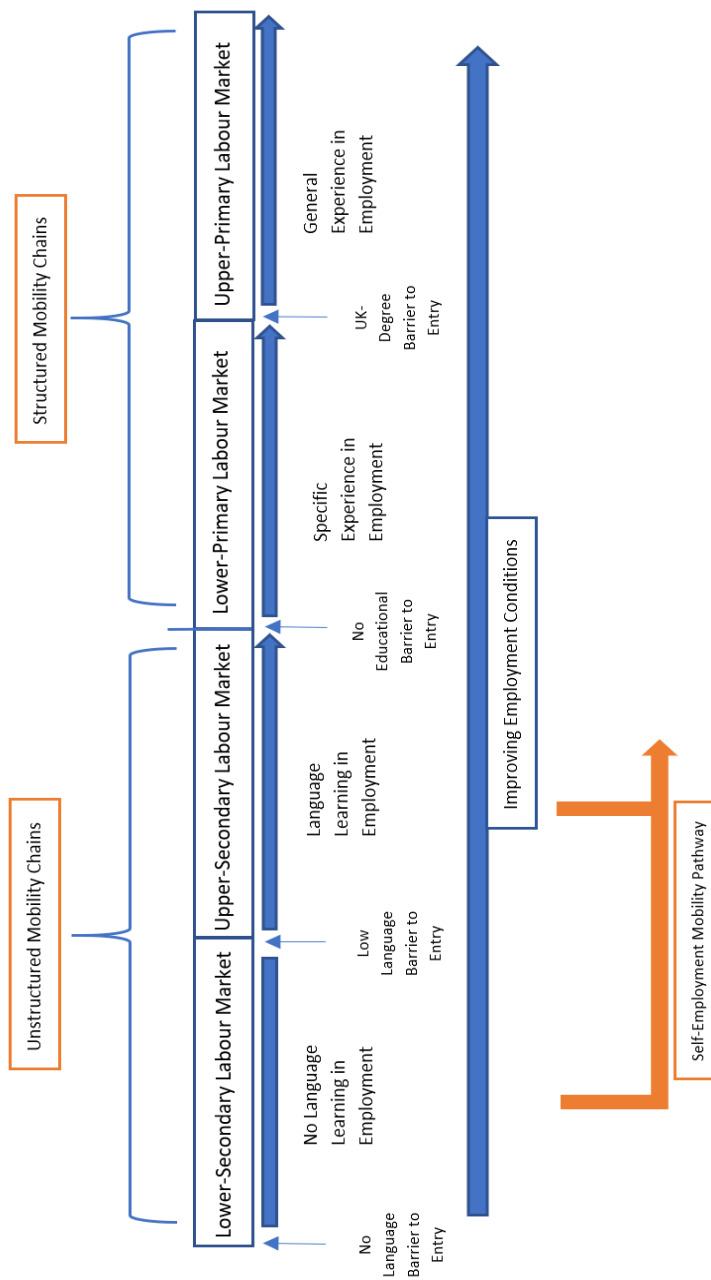 Unstructured Mobility Chains
Structured Mobility Chains
Lower-Secondary Labour Market
Upper-Secondary Labour Market
Lower-Primary Labour Market
Upper-Primary Labour Market
No Language
Learning in
Employment
Language
Learning in
Employment
Specific
Experience in
Employment
General
Experience in
Employment
No
Language
Barrier to
Entry
Low
Language
Barrier to
Entry
No
Educational
Barrier to
Entry
UK-
Degree
Barrier to
Entry
Improving Employment Conditions
Self-Employment Mobility Pathway